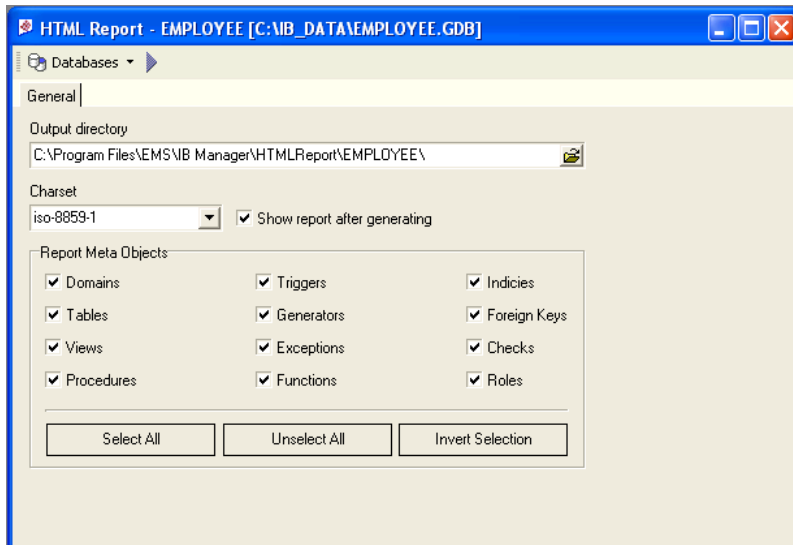 HTML Report - EMPLOYEE [C:\IB_DATA\EMPLOYEE.GDB]
Databases
General
Output directory
C:\Program Files\EMS\IB Manager\HTMLReport\EMPLOYEE\
Charset
iso-8859-1 Show report after generating
Report Meta Objects
Domains Triggers Indicies
Tables Generators Foreign Keys
Views Exceptions Checks
Procedures Functions Roles
Select All Unselect All Invert Selection